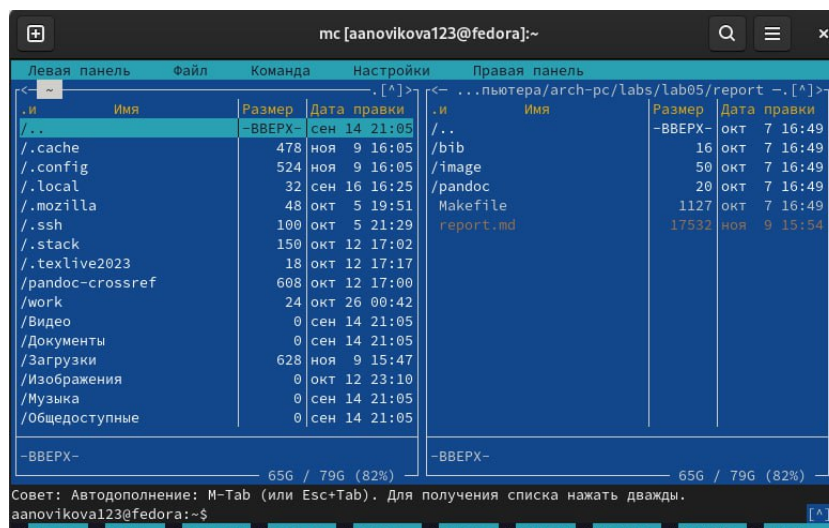 mc [aanovikova123@fedora]:~
Левая панель Файл Команда Настройки Правая панель
<— ~ .[^]> <— ...пьютера/arch-pc/labs/lab05/report —.[^]>
.и Имя Размер Дата правки .и Имя Размер Дата правки
/.. -ВВЕРХ- сен 14 21:05 /.. -ВВЕРХ- окт 7 16:49
/.cache 478 ноя 9 16:05 /bib 16 окт 7 16:49
/.config 524 ноя 9 16:05 /image 50 окт 7 16:49
/.local 32 сен 16 16:25 /pandoc 20 окт 7 16:49
/.mozilla 48 окт 5 19:51 Makefile 1127 окт 7 16:49
/.ssh 100 окт 5 21:29 report.md 17532 ноя 9 15:54
/.stack 150 окт 12 17:02
/.texlive2023 18 окт 12 17:17
/pandoc-crossref 608 окт 12 17:00
/work 24 окт 26 00:42
/Видео 0 сен 14 21:05
/Документы 0 сен 14 21:05
/Загрузки 628 ноя 9 15:47
/Изображения 0 окт 12 23:10
/Музыка 0 сен 14 21:05
/Общедоступные 0 сен 14 21:05
-ВВЕРХ- -ВВЕРХ-
65G / 79G (82%) 65G / 79G (82%)
Совет: Автодополнение: M-Tab (или Esc+Tab). Для получения списка нажать дважды.
aanovikova123@fedora:~$ [^]